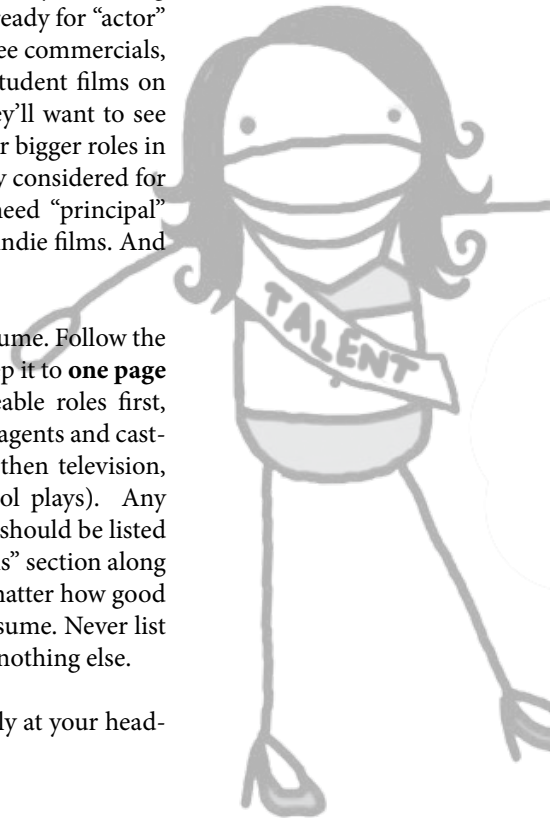 ready for “actor”
ee commercials,
tudent films on
ey’ll want to see
r bigger roles in
y considered for
need “principal”
indie films. And
ume. Follow the
p it to one page
able roles first,
agents and cast-
then television,
ol plays). Any
should be listed
s” section along
matter how good
sume. Never list
nothing else.
ly at your head-
TALENT